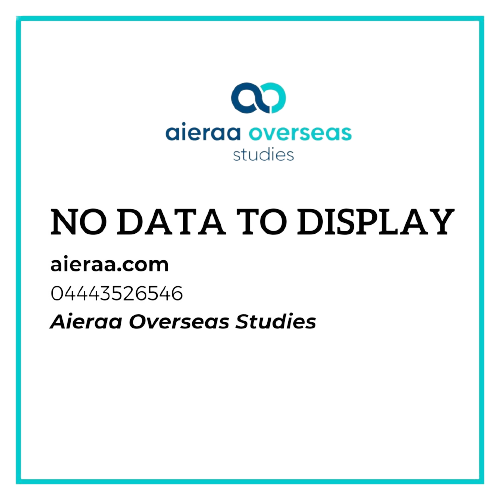 aieraa overseas
studies
NO DATA TO DISPLAY
aieraa.com
04443526546
Aieraa Overseas Studies